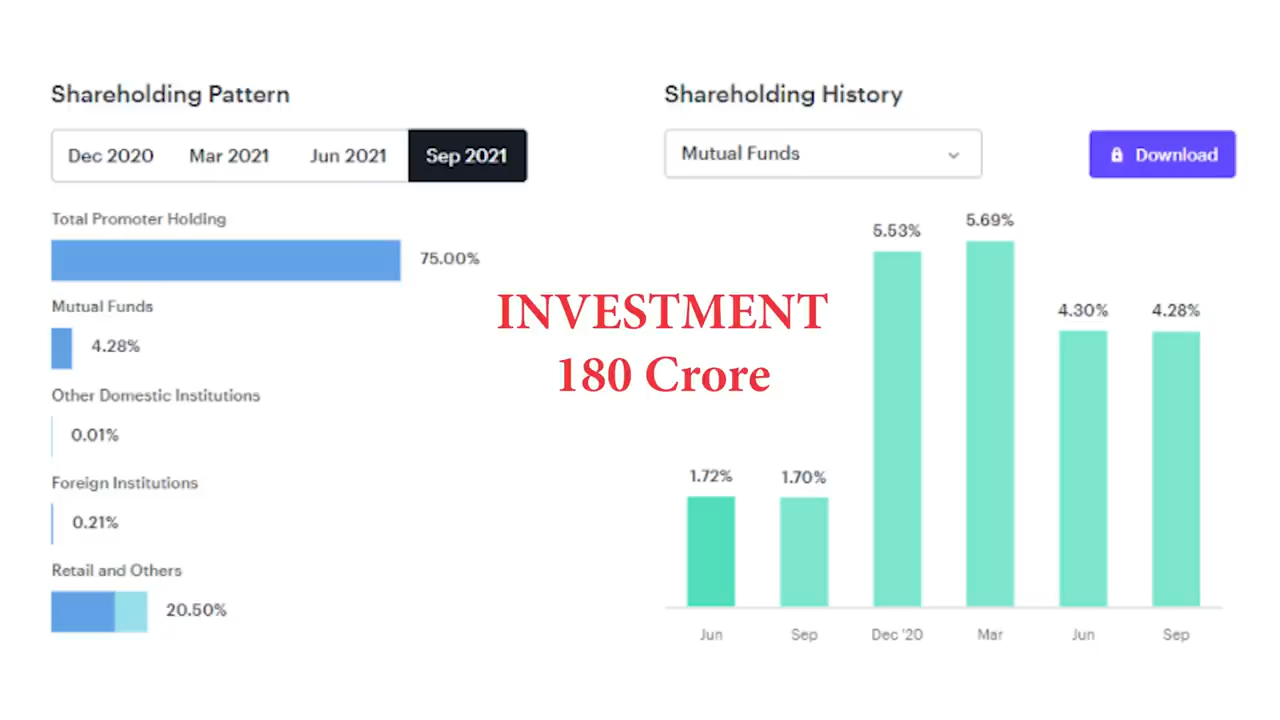 Shareholding Pattern
Dec 2020 Mar 2021 Jun 2021 Sep 2021
Total Promoter Holding
75.00%
Mutual Funds
4.28%
Other Domestic Institutions
0.01%
Foreign Institutions
0.21%
Retail and Others
20.50%
INVESTMENT
180 Crore
Shareholding History
Mutual Funds
Download
1.72% 1.70% 5.53% 5.69% 4.30% 4.28%
Jun Sep Dec '20 Mar Jun Sep